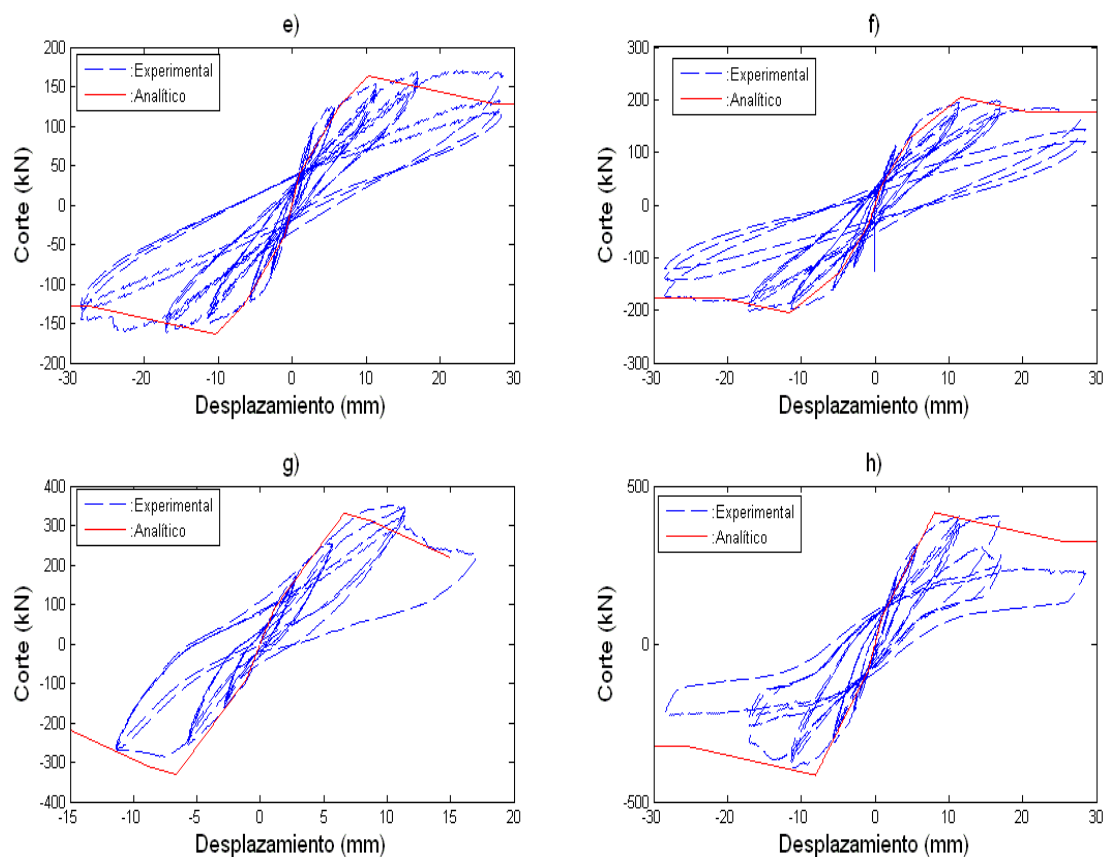 e)
200
150
100
50
0
-50
-100
-150
-200
Corte (kN)
:Experimental
:Analítico
-30
-20
-10
0
10
20
30
Desplazamiento (mm)
f)
300
200
100
0
-100
-200
-300
Corte (kN)
:Experimental
:Analítico
-30
-20
-10
0
10
20
30
Desplazamiento (mm)
g)
400
300
200
100
0
-100
-200
-300
-400
Corte (kN)
:Experimental
:Analítico
-15
-10
-5
0
5
10
15
20
Desplazamiento (mm)
h)
500
0
-500
Corte (kN)
:Experimental
:Analítico
-30
-20
-10
0
10
20
30
Desplazamiento (mm)